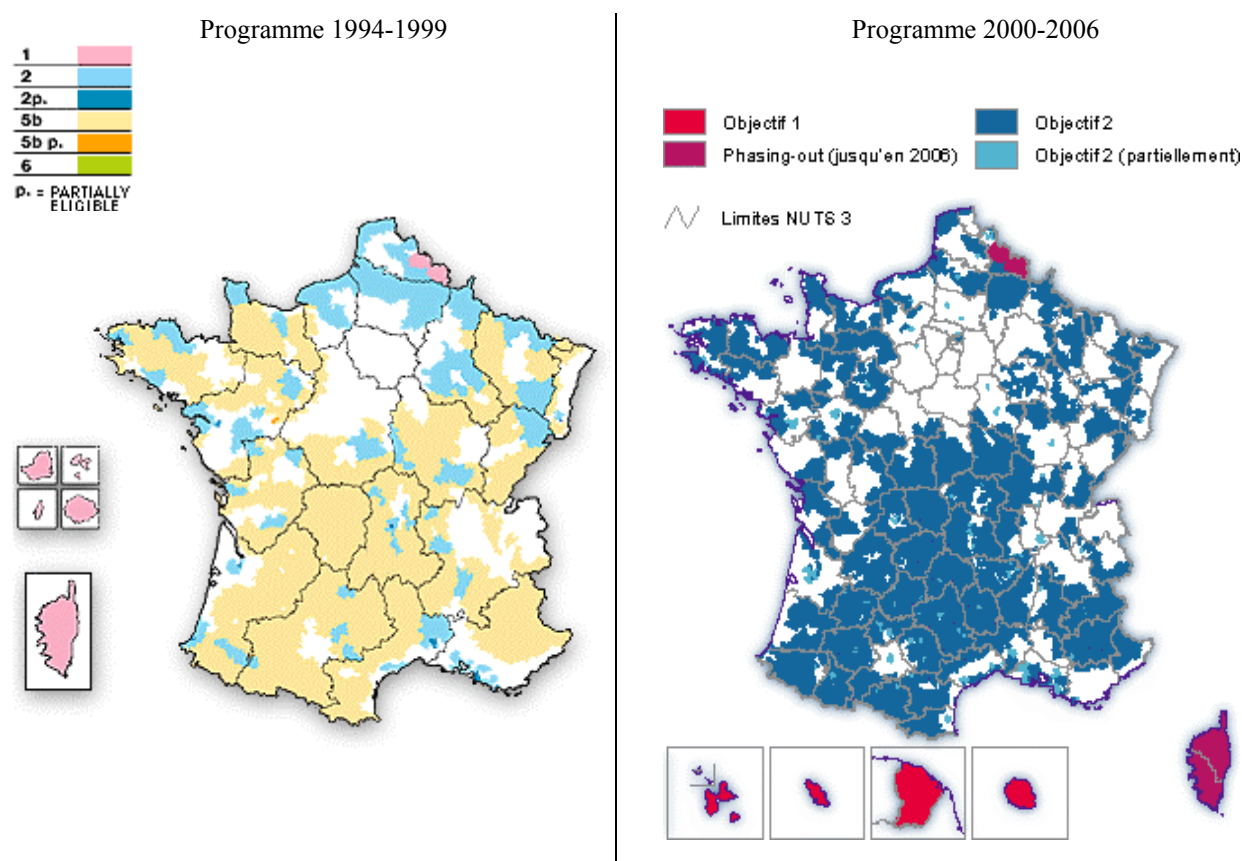 Programme 1994-1999
1
2
2p.
5b
5b p.
6
p. = PARTIALLY
ELIGIBLE
Programme 2000-2006
Objectif 1
Objectif 2
Phasing-out (jusqu'en 2006)
Objectif 2 (partiellement)
Limites NUTS 3